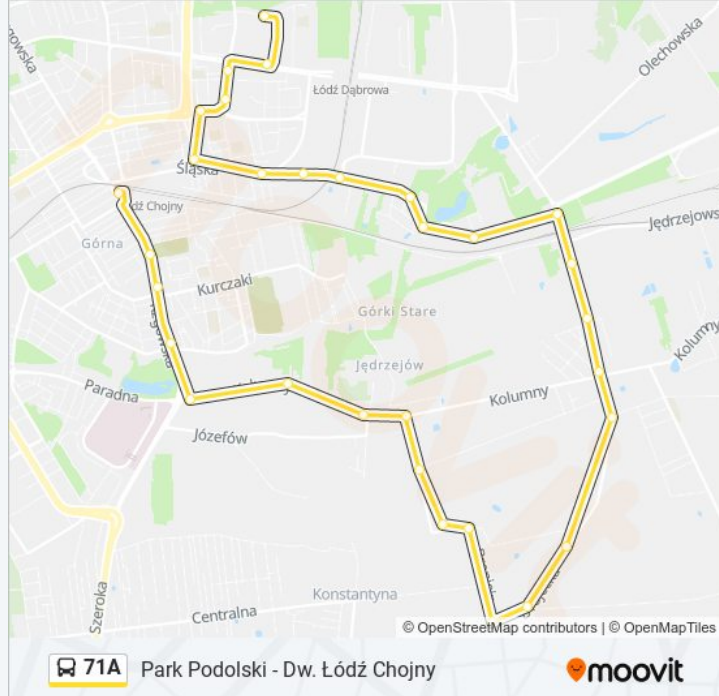 Olechowska
Łódź Dąbrowa
Śląska
dź Chojny
Jędrzejows
Górna
Kurczaki
Górki Stare
Kolumny
Jędrzejów
Paradna
Kolumny
Józefów
Konstantyna
Centralna
Szeroka
© OpenStreetMap contributors | © OpenMapTiles
71A Park Podolski - Dw. Łódź Chojny
moovit